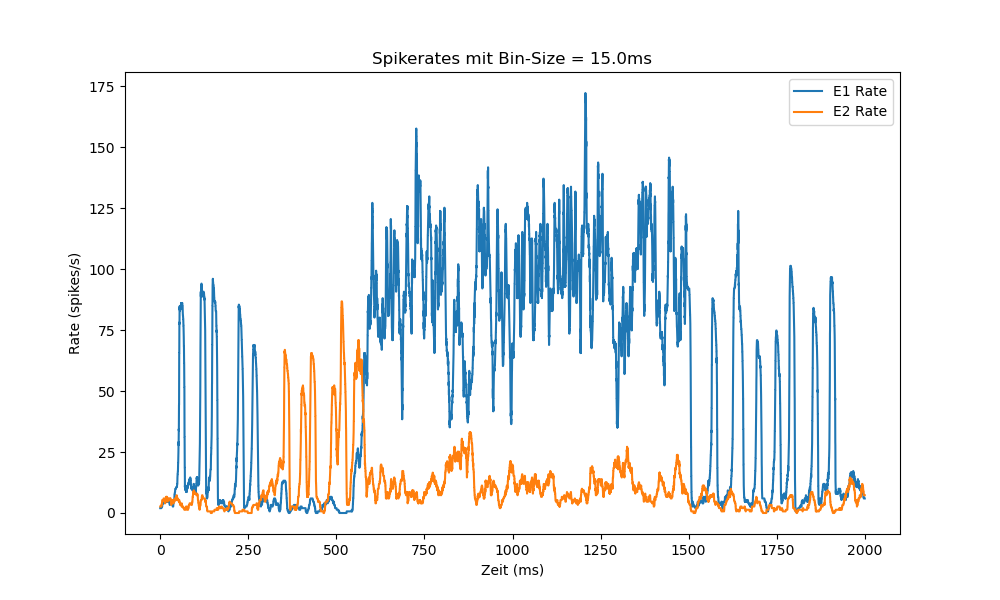 Spikerates mit Bin-Size = 15.0ms
E1 Rate
E2 Rate
Rate (spikes/s)
175
150
125
100
75
50
25
0
0 250 500 750 1000 1250 1500 1750 2000
Zeit (ms)